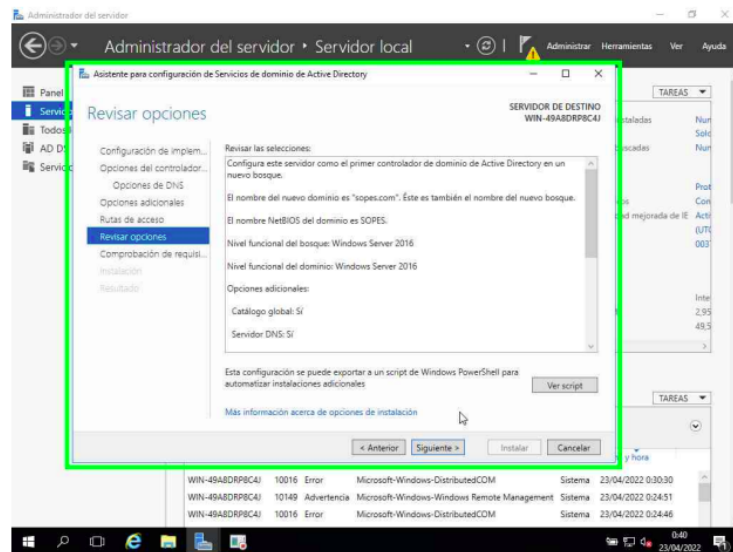 Administrador del servidor
Administrador del servidor ‣ Servidor local
Administrar Herramientas Ver Ayuda
Asistente para configuración de Servicios de dominio de Active Directory
Panel
TAREAS
Revisar opciones
SERVIDOR DE DESTINO
WIN-49A8DRP8C4J
Todos
AD DS
Configuración de implem...
Opciones del controlador...
Opciones de DNS
Opciones adicionales
Rutas de acceso
Revisar opciones
Comprobación de requisi...
Instalación
Resultado
Revisar las selecciones:
Configura este servidor como el primer controlador de dominio de Active Directory en un
nuevo bosque.
El nombre del nuevo dominio es "sopes.com". Éste es también el nombre del nuevo bosque.
El nombre NetBIOS del dominio es SOPES.
Nivel funcional del bosque: Windows Server 2016
Nivel funcional del dominio: Windows Server 2016
Opciones adicionales:
Catálogo global: Sí
Servidor DNS: Sí
Esta configuración se puede exportar a un script de Windows PowerShell para
automatizar instalaciones adicionales
Ver script
Más información acerca de opciones de instalación
< Anterior Siguiente > Instalar Cancelar
mejorada de IE
TAREAS
y hora
WIN-49A8DRP8C4J 10016 Error Microsoft-Windows-DistributedCOM Sistema 23/04/2022 0:30:30
WIN-49A8DRP8C4J 10149 Advertencia Microsoft-Windows-Windows Remote Management Sistema 23/04/2022 0:24:51
WIN-49A8DRP8C4J 10016 Error Microsoft-Windows-DistributedCOM Sistema 23/04/2022 0:24:46
0:40
23/04/2022